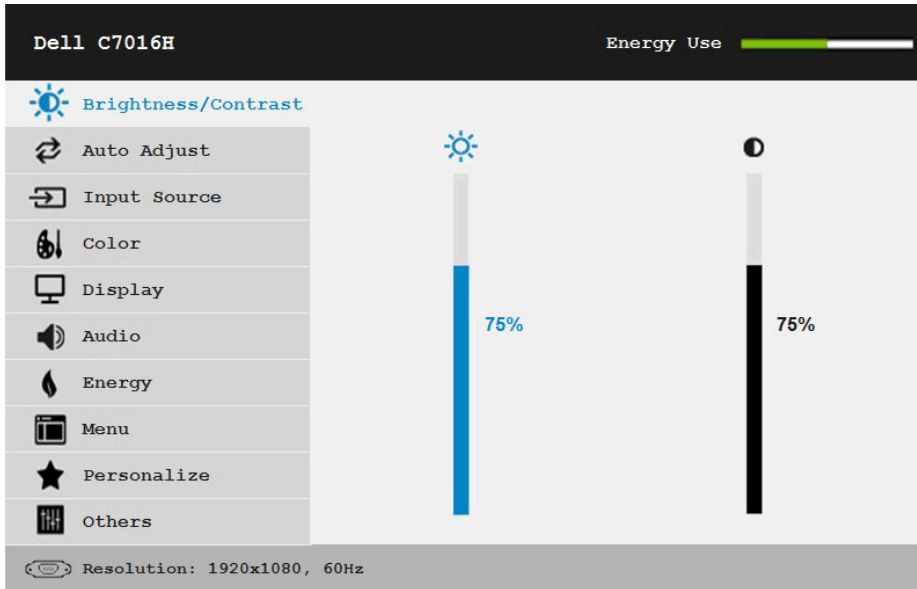 Dell C7016H
Energy Use
Brightness/Contrast
Auto Adjust
Input Source
Color
Display
Audio
Energy
Menu
Personalize
Others
75%
75%
Resolution: 1920x1080, 60Hz